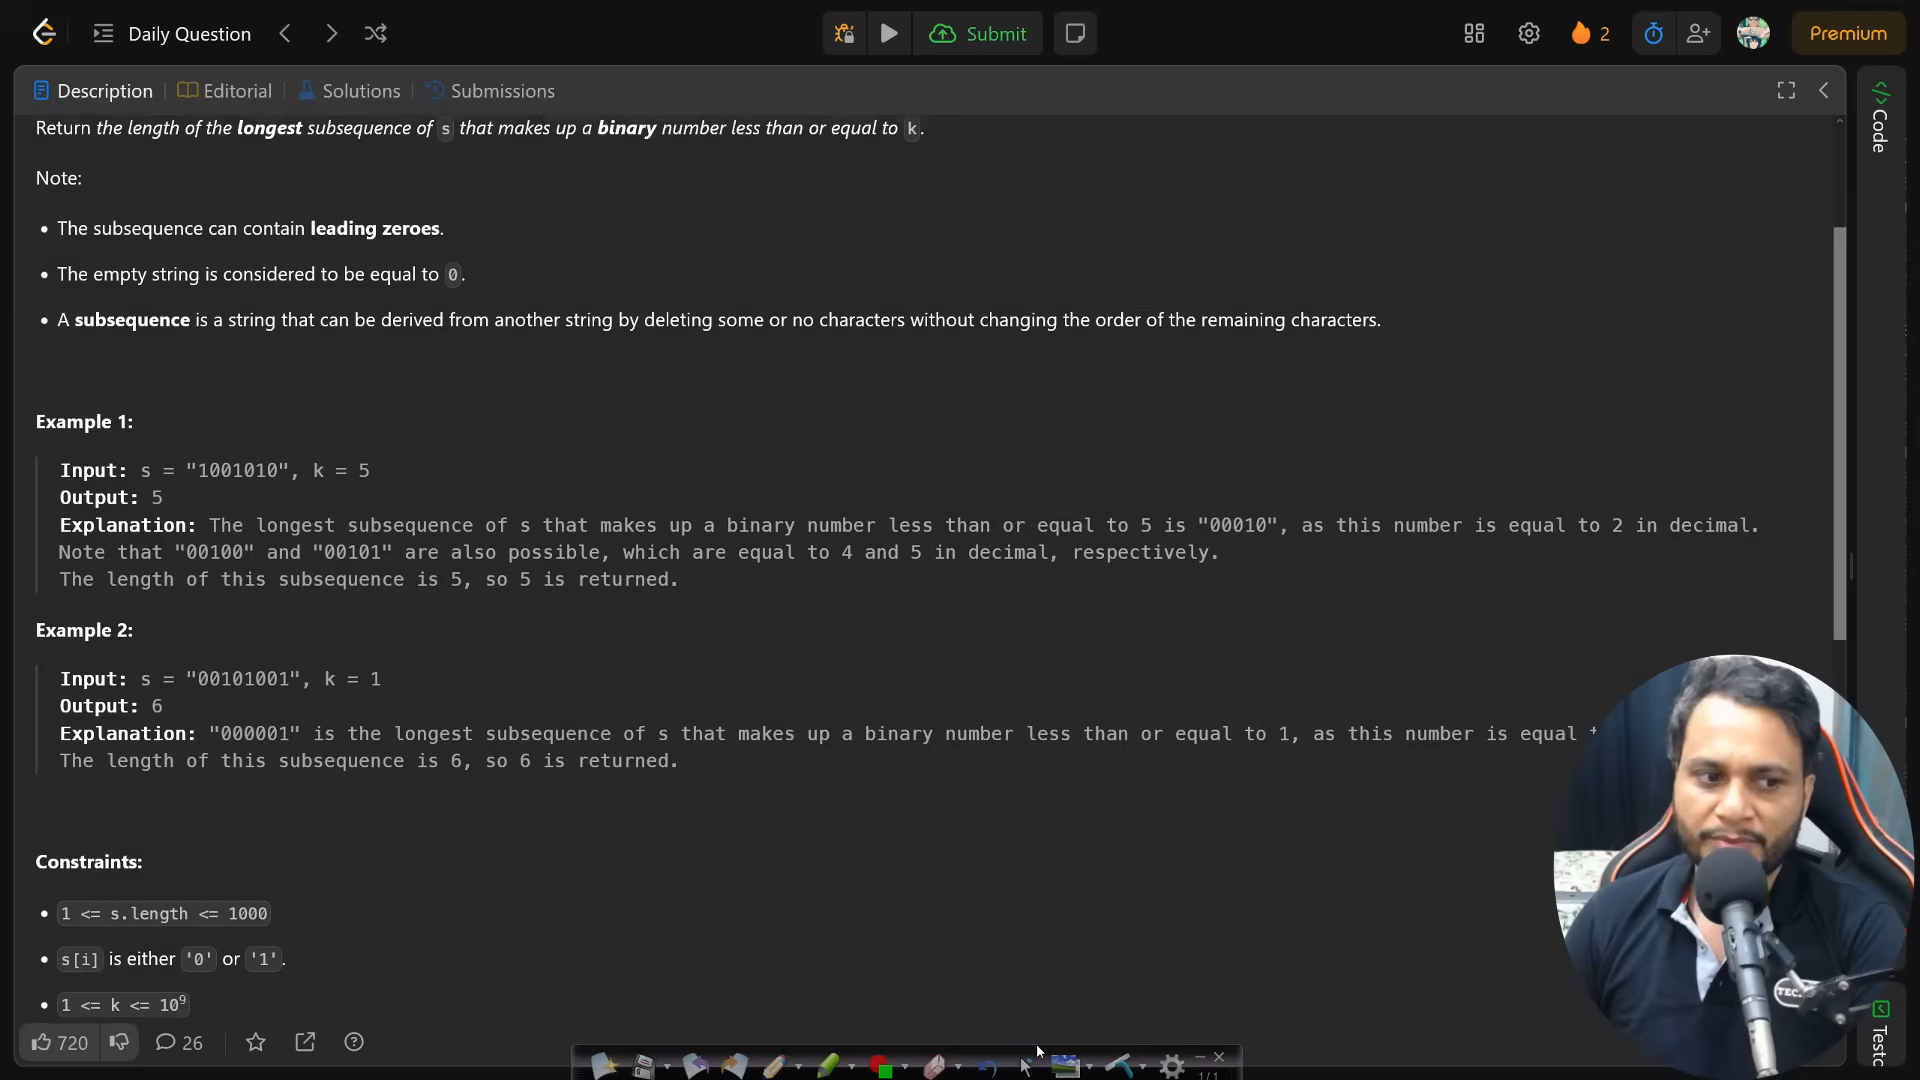 Daily Question
Submit
2
Premium
Description
Editorial
Solutions
Submissions
Code
Return the length of the longest subsequence of s that makes up a binary number less than or equal to k.
Note:
• The subsequence can contain leading zeroes.
• The empty string is considered to be equal to 0.
• A subsequence is a string that can be derived from another string by deleting some or no characters without changing the order of the remaining characters.
Example 1:
Input: s = "1001010", k = 5
Output: 5
Explanation: The longest subsequence of s that makes up a binary number less than or equal to 5 is "00010", as this number is equal to 2 in decimal.
Note that "00100" and "00101" are also possible, which are equal to 4 and 5 in decimal, respectively.
The length of this subsequence is 5, so 5 is returned.
Example 2:
Input: s = "00101001", k = 1
Output: 6
Explanation: "000001" is the longest subsequence of s that makes up a binary number less than or equal to 1, as this number is equal
The length of this subsequence is 6, so 6 is returned.
Constraints:
• 1 <= s.length <= 1000
• s[i] is either '0' or '1'.
• 1 <= k <= 10⁹
720
26
1/1